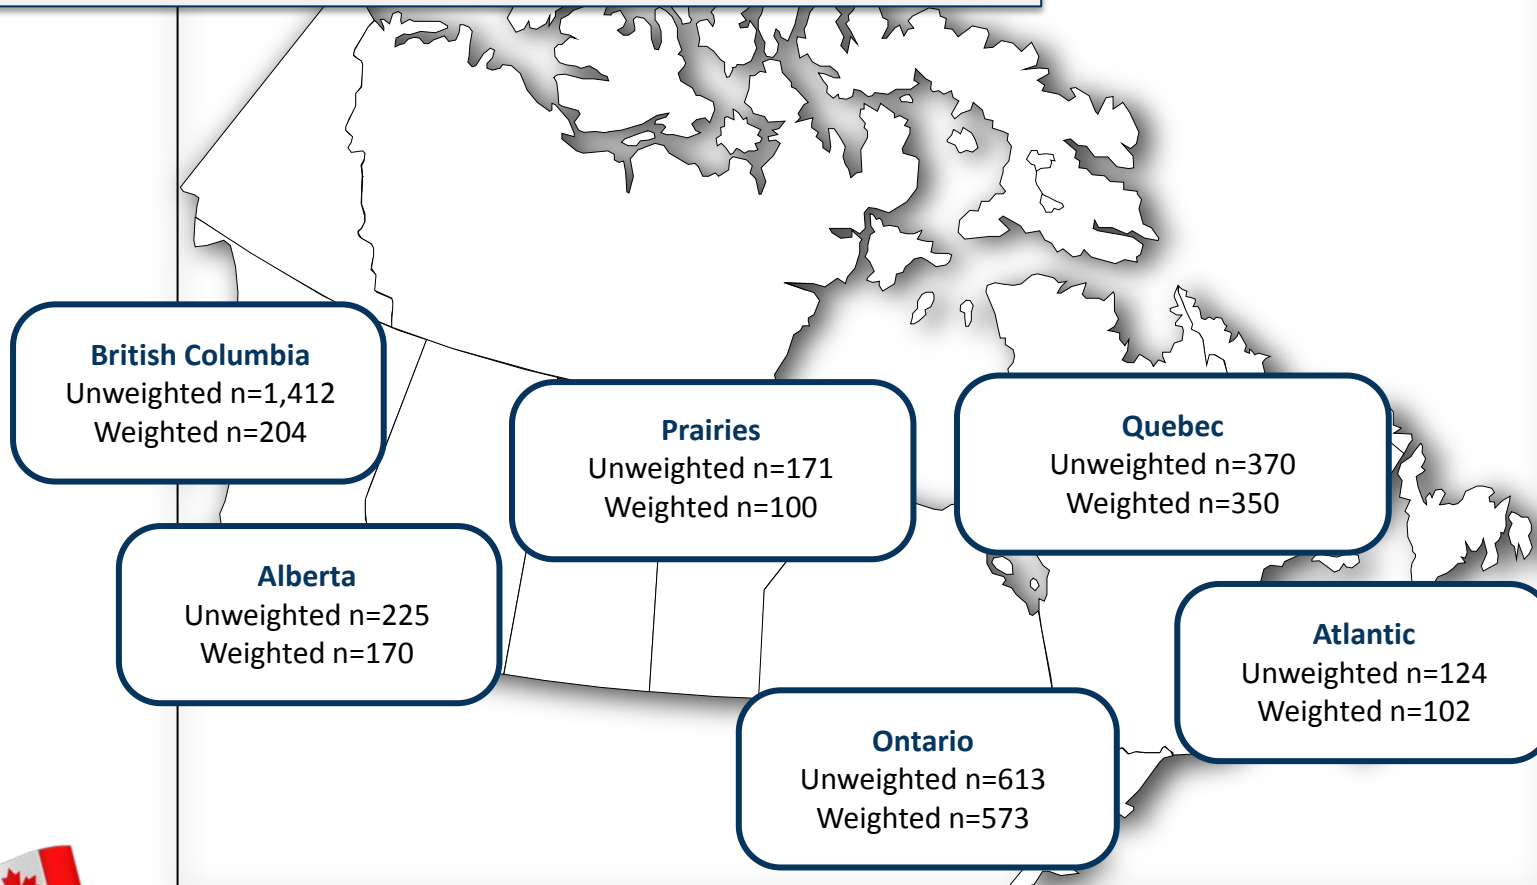 British Columbia
Unweighted n=1,412
Weighted n=204
Prairies
Unweighted n=171
Weighted n=100
Quebec
Unweighted n=370
Weighted n=350
Alberta
Unweighted n=225
Weighted n=170
Atlantic
Unweighted n=124
Weighted n=102
Ontario
Unweighted n=613
Weighted n=573